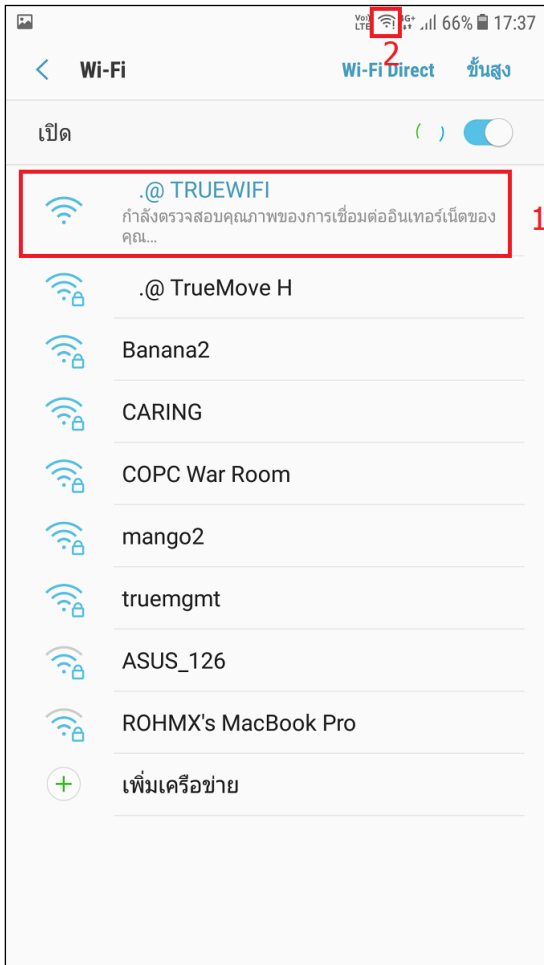 Vo))
LTE 4G+ 66% 17:37
2
Wi-Fi Wi-Fi Direct ขั้นสูง
เปิด
.@ TRUEWIFI
กำลังตรวจสอบคุณภาพของการเชื่อมต่ออินเทอร์เน็ตของ
คุณ...
1
.@ TrueMove H
Banana2
CARING
COPC War Room
mango2
truemgmt
ASUS_126
ROHMX's MacBook Pro
เพิ่มเครือข่าย